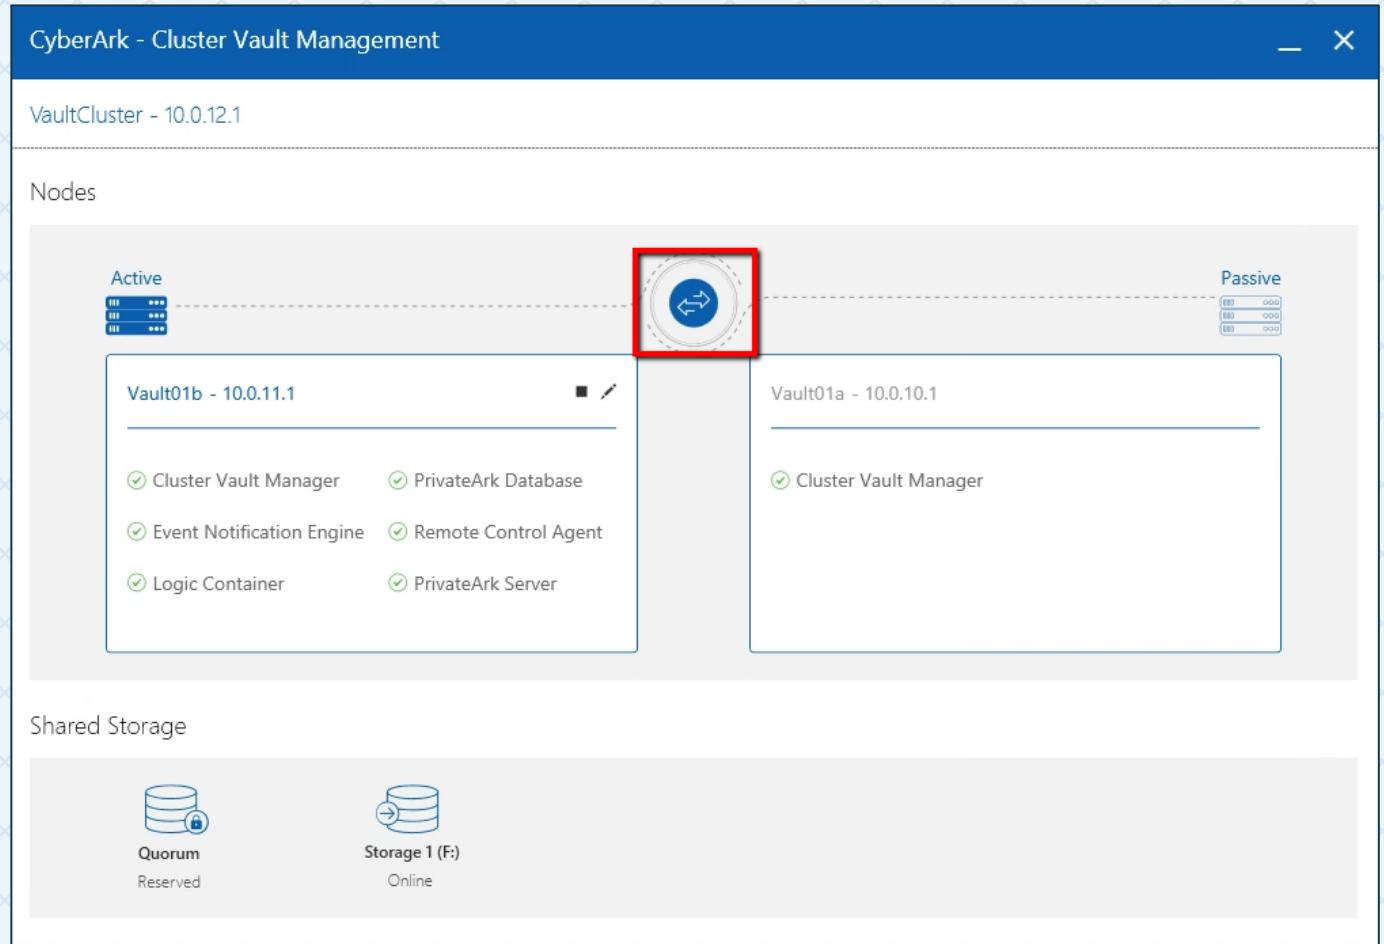 CyberArk - Cluster Vault Management
VaultCluster - 10.0.12.1
Nodes
Active
Passive
Vault01b - 10.0.11.1
Vault01a - 10.0.10.1
Cluster Vault Manager
PrivateArk Database
Cluster Vault Manager
Event Notification Engine
Remote Control Agent
Logic Container
PrivateArk Server
Shared Storage
Quorum
Reserved
Storage 1 (F:)
Online